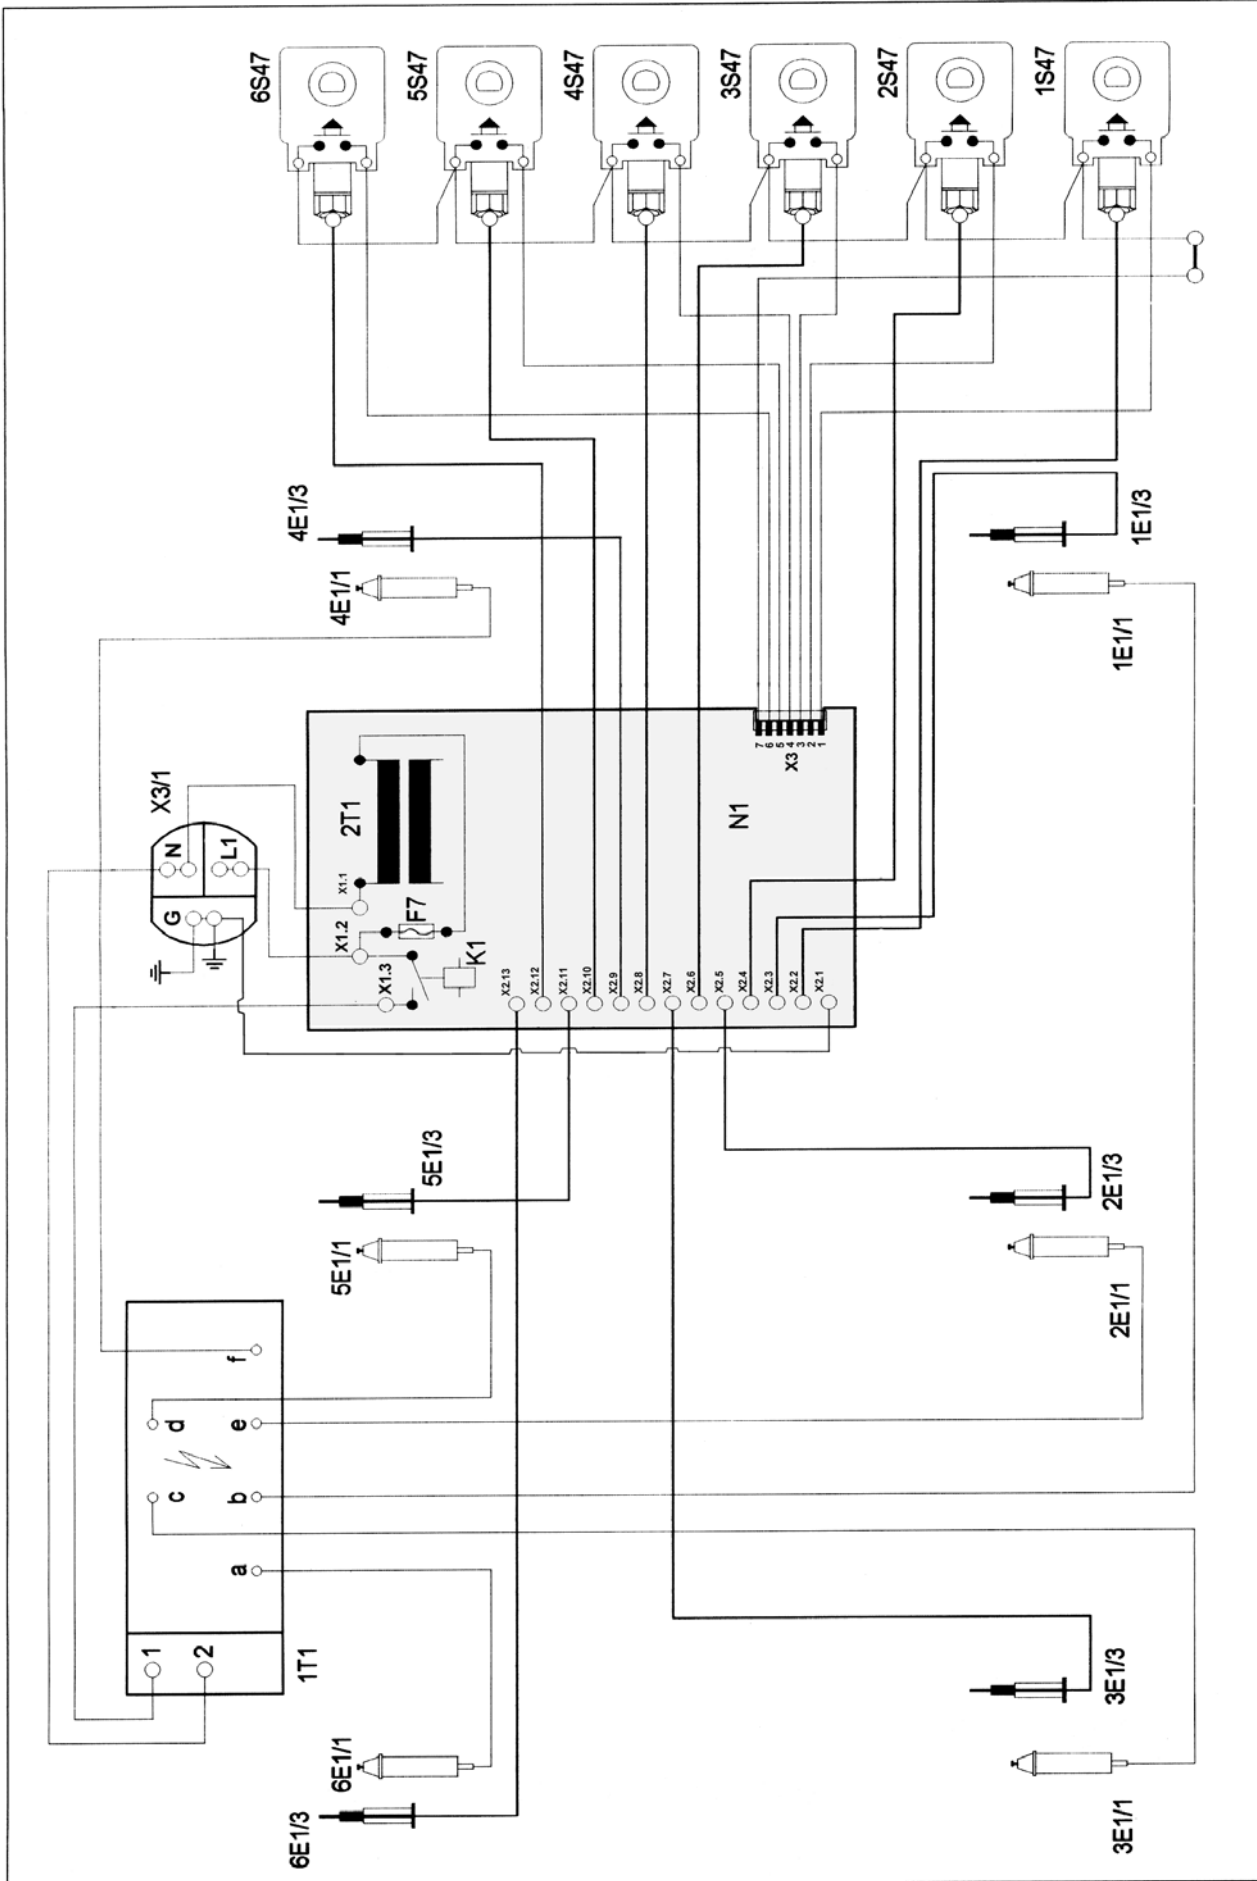 6S47
5S47
4S47
3S47
2S47
1S47
4E1/3
4E1/1
1E1/3
1E1/1
X3/1
N
L1
G
2T1
X1.1
X1.2
F7
X1.3
K1
N1
X3
7
6
5
4
3
2
1
X2.13
X2.12
X2.11
X2.10
X2.9
X2.8
X2.7
X2.6
X2.5
X2.4
X2.3
X2.2
X2.1
5E1/3
5E1/1
2E1/3
2E1/1
f
d
e
c
b
a
1
2
1T1
6E1/1
6E1/3
3E1/3
3E1/1